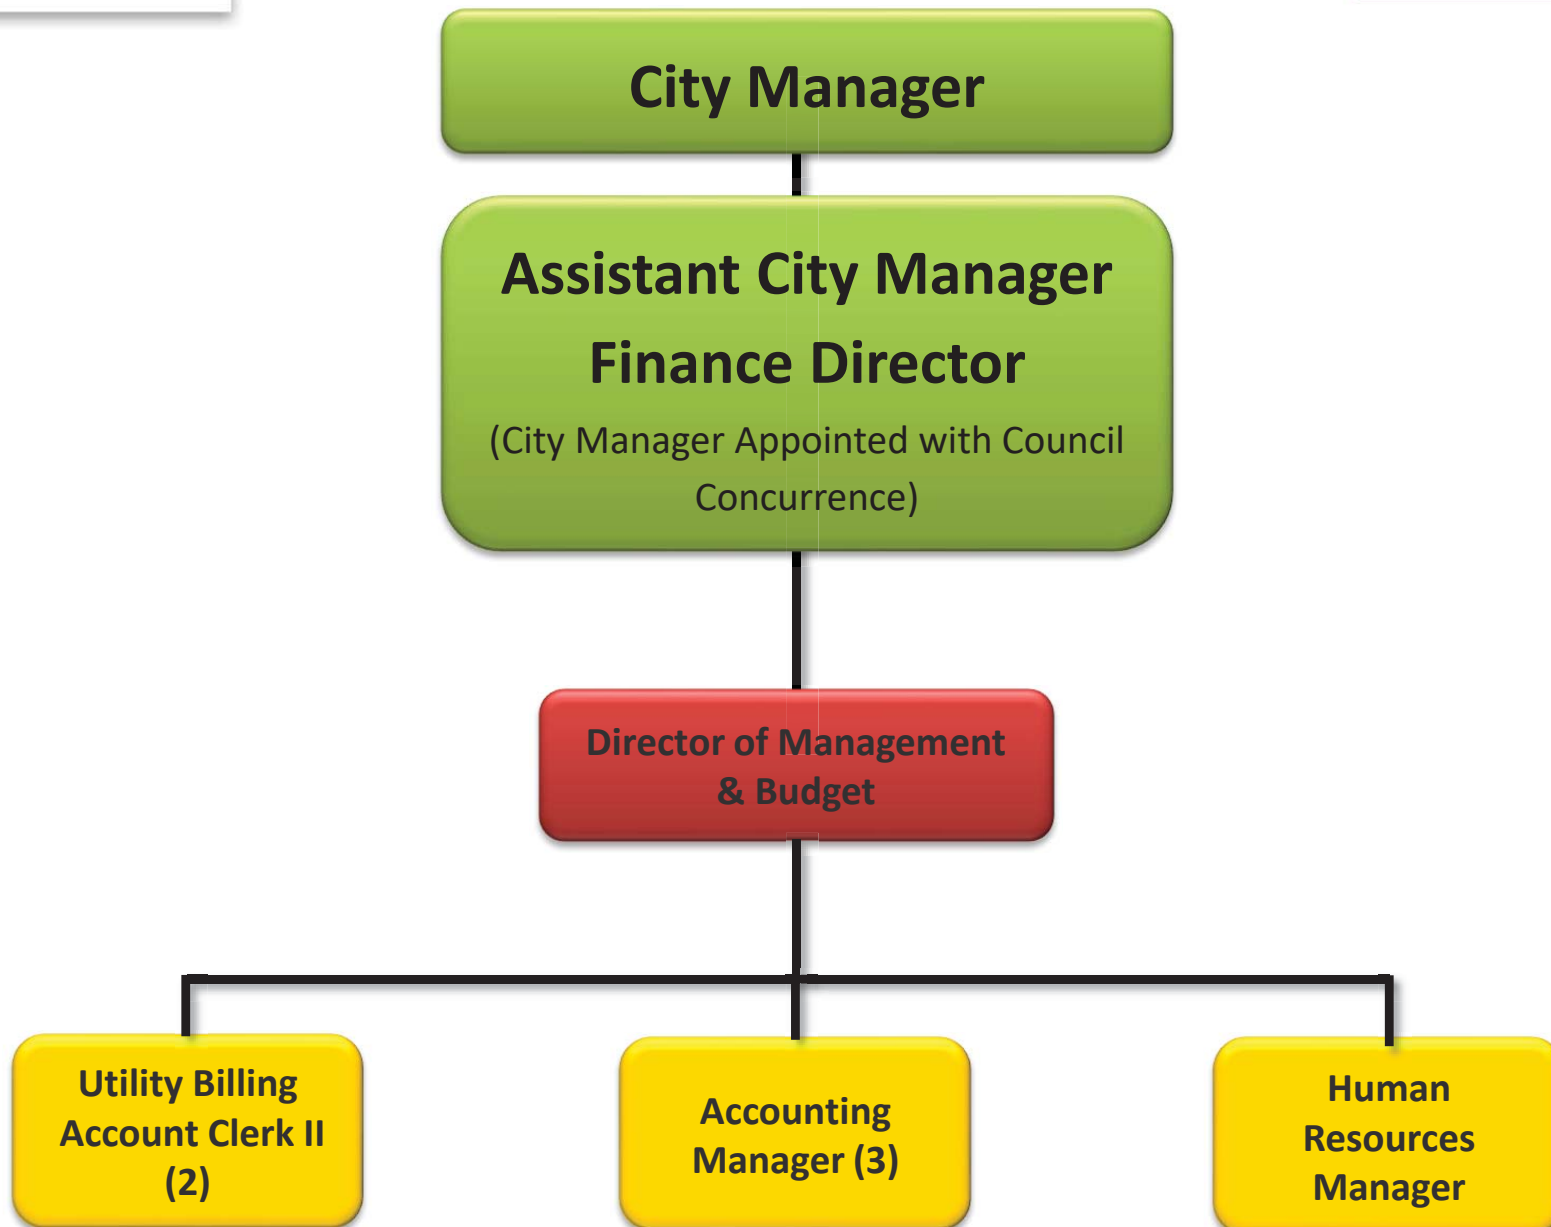 City Manager
Assistant City Manager
Finance Director
(City Manager Appointed with Council
Concurrence)
Director of Management
& Budget
Utility Billing
Account Clerk II
(2)
Accounting
Manager (3)
Human
Resources
Manager